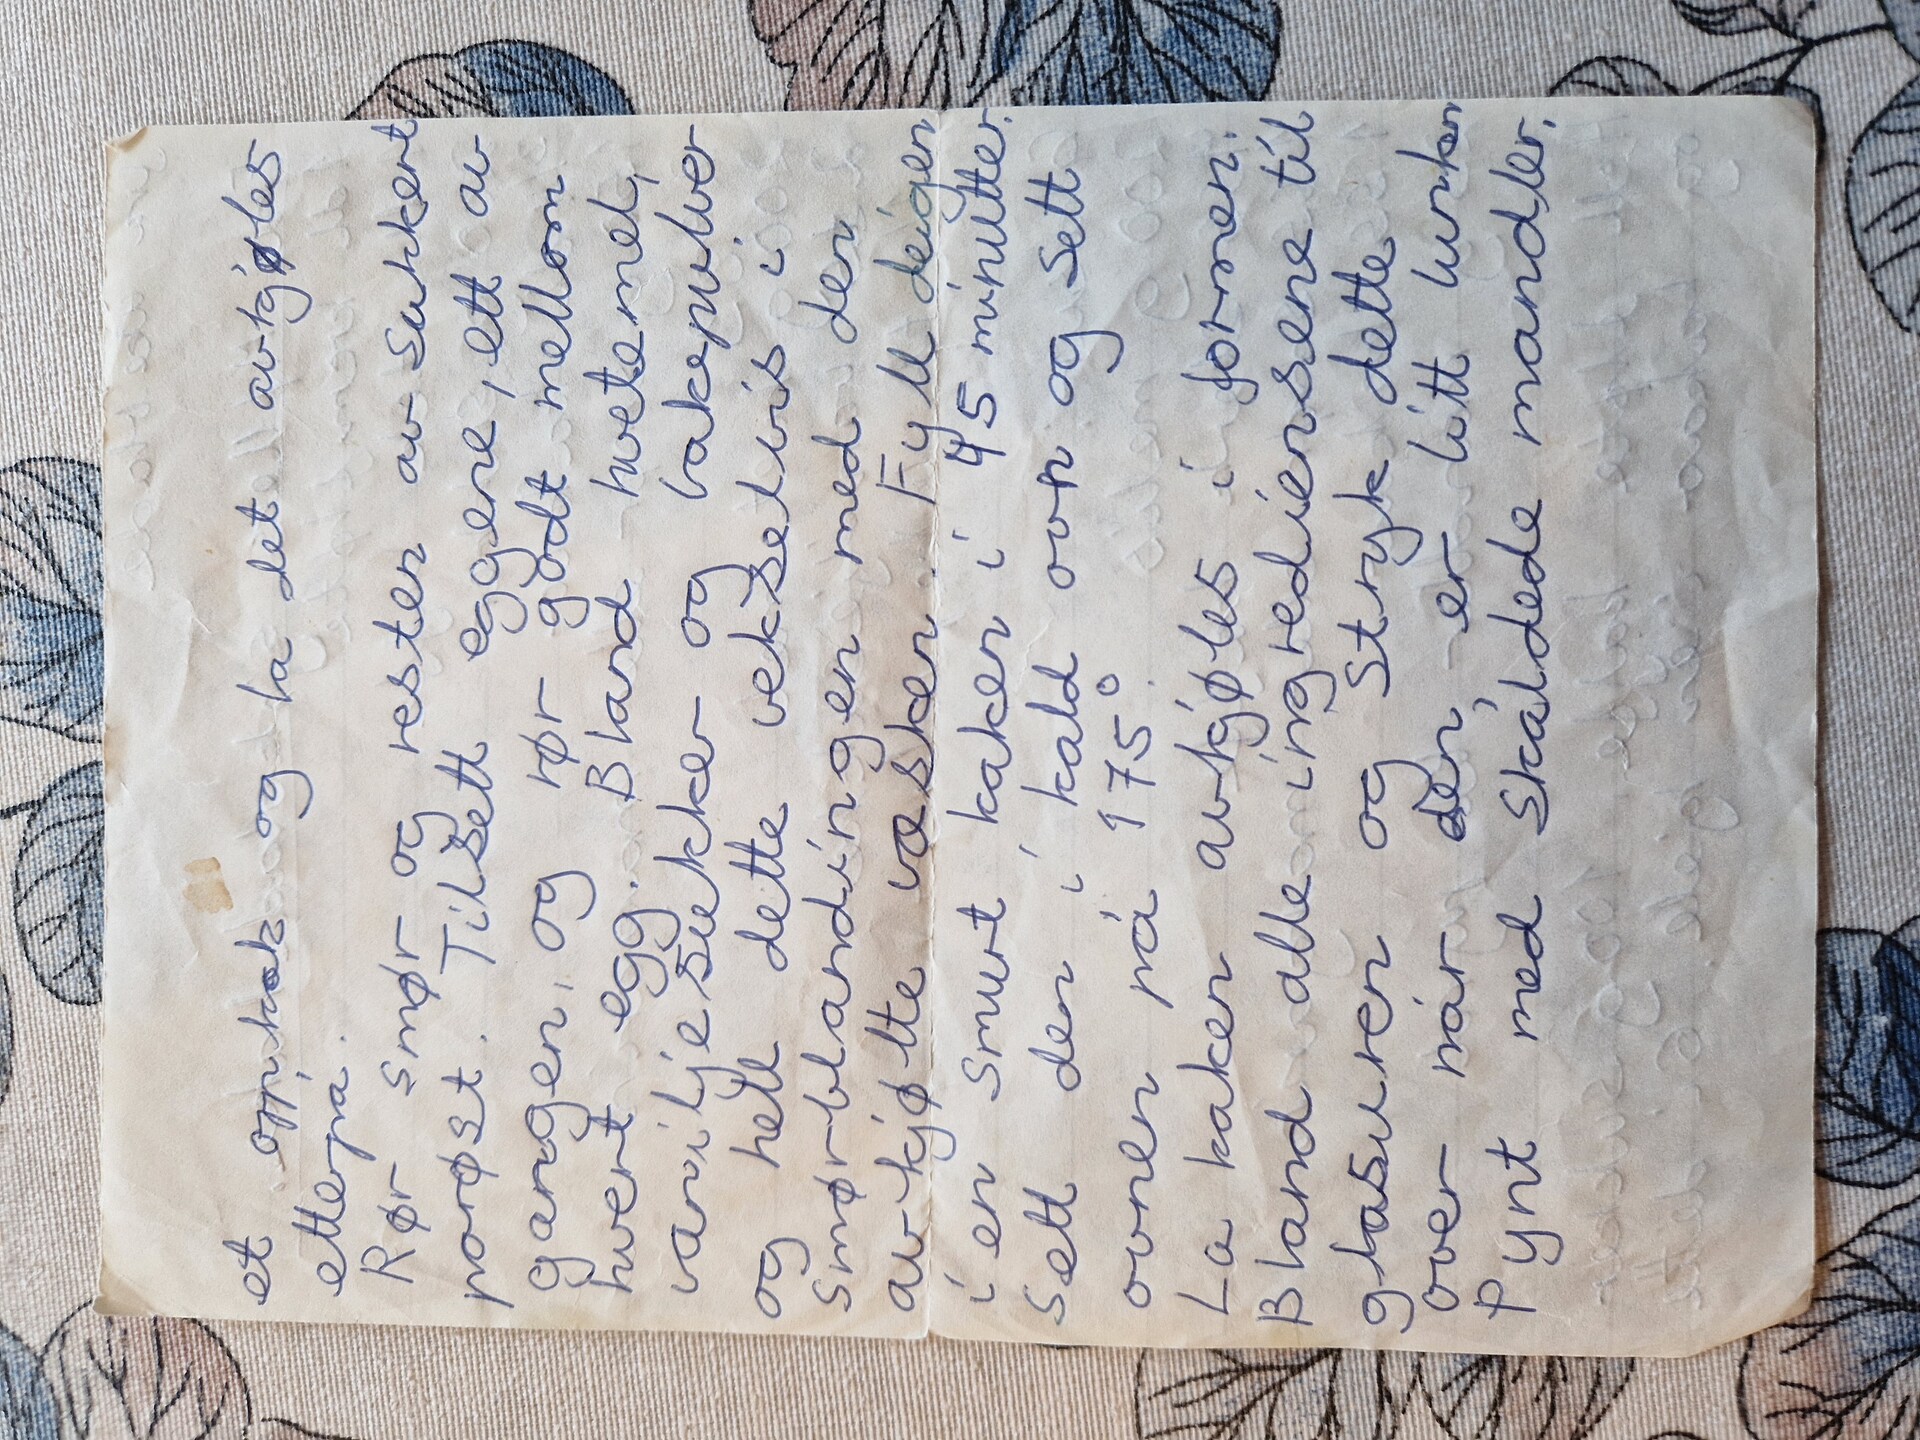 et oppkok og la det avkjøles
etterpå.
Rør smør og resten av sukkert
porøst. Tilsett eggene, ett av
gangen, og rør godt mellom
hvert egg. Bland hvetemel,
vaniljesukker og bakepulver
og hell dette vekselvis i
smørblandingen med den
avkjølte væsken. Fyll deigen
i en smurt kaken i 45 minutter.
Sett den i kald ovn og sett
ovnen på 175°.
La kaken avkjøles i formen.
Bland alle ingrediensene til
glasuren og stryk dette
over når den, er litt lunken
Pynt med skåldede mandler.